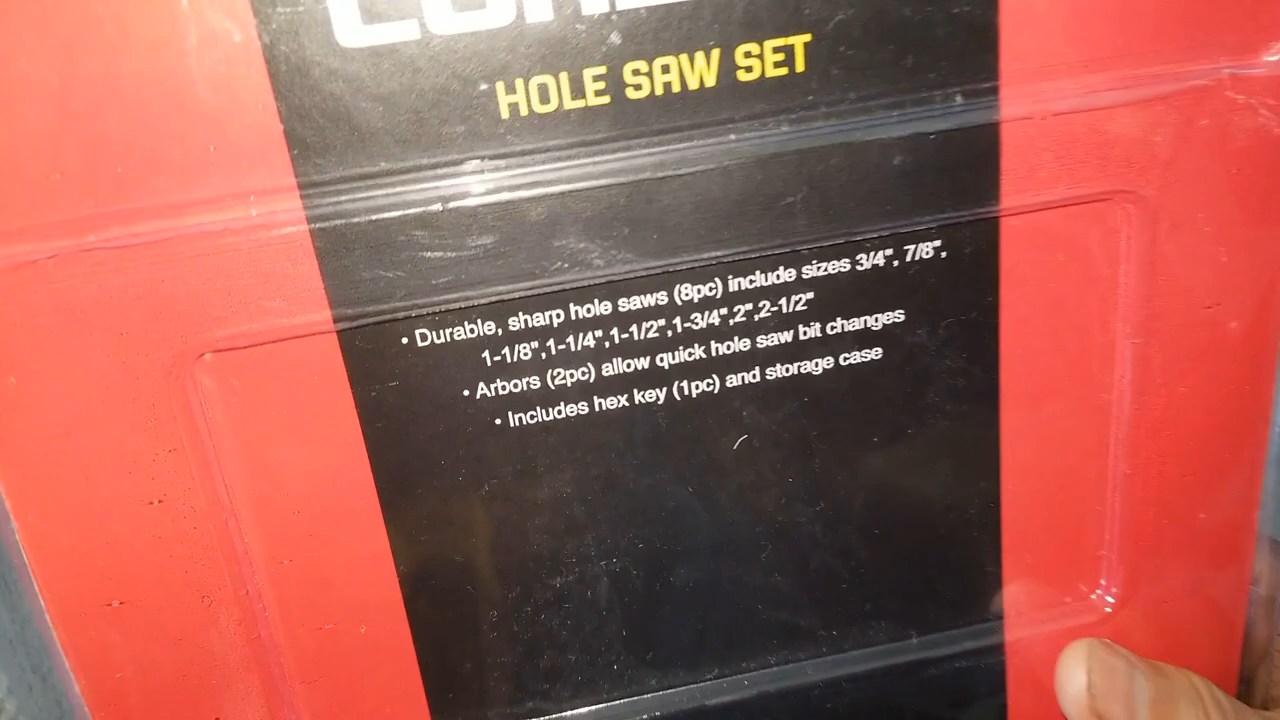 HOLE SAW SET
• Durable, sharp hole saws (8pc) include sizes 3/4", 7/8",
1-1/8",1-1/4",1-1/2",1-3/4",2",2-1/2"
• Arbors (2pc) allow quick hole saw bit changes
• Includes hex key (1pc) and storage case